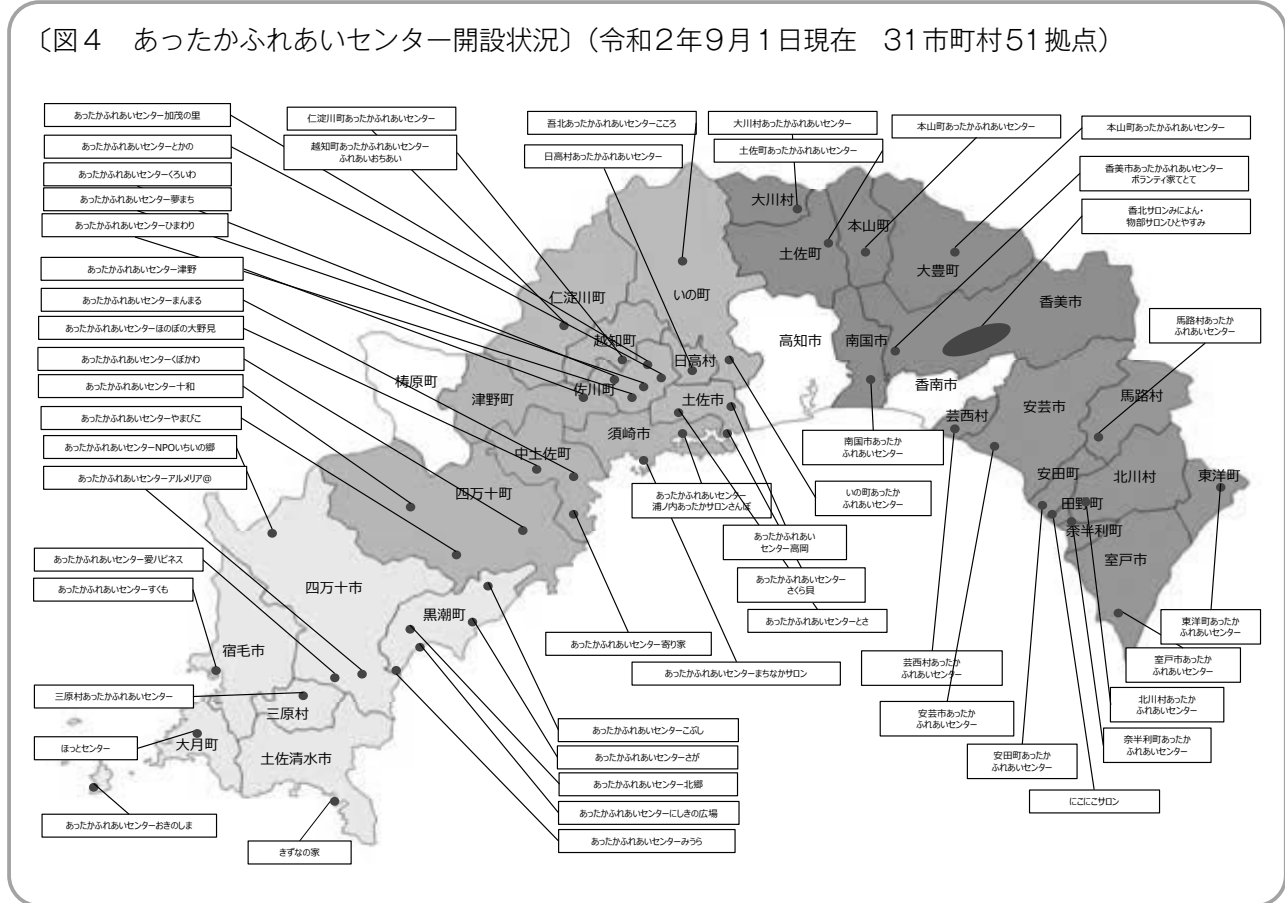 〔図4　あったかふれあいセンター開設状況〕（令和2年9月1日現在　31市町村51拠点）
あったかふれあいセンター加茂の里
あったかふれあいセンターとかの
あったかふれあいセンターくろいわ
あったかふれあいセンター夢まち
あったかふれあいセンターひまわり
あったかふれあいセンター津野
あったかふれあいセンターまんまる
あったかふれあいセンターほのぼの大野見
あったかふれあいセンターくぼかわ
あったかふれあいセンター十和
あったかふれあいセンターやまびこ
あったかふれあいセンターNPOいちいの郷
あったかふれあいセンターアルメリア@
あったかふれあいセンター愛ハピネス
あったかふれあいセンターすくも
三原村あったかふれあいセンター
ほっとセンター
あったかふれあいセンターおきのしま
きずなの家
仁淀川町あったかふれあいセンター
越知町あったかふれあいセンター
ふれあいおちあい
吾北あったかふれあいセンターこころ
日高村あったかふれあいセンター
大川村あったかふれあいセンター
土佐町あったかふれあいセンター
本山町あったかふれあいセンター
本山町あったかふれあいセンター
香美市あったかふれあいセンター
ボランティ家てとて
香北サロンみによん・
物部サロンひとやすみ
馬路村あったか
ふれあいセンター
大川村
本山町
土佐町
大豊町
いの町
仁淀川町
香美市
越知町
日高村
高知市
南国市
梼原町
佐川町
津野町
土佐市
香南市
安芸市
馬路村
芸西村
須崎市
中土佐町
四万十町
安田町
北川村
東洋町
田野町
奈半利町
室戸市
四万十市
黒潮町
宿毛市
三原村
大月町
土佐清水市
南国市あったか
ふれあいセンター
いの町あったか
ふれあいセンター
あったかふれあいセンター
浦ノ内あったかサロンさんぽ
あったかふれあい
センター高岡
あったかふれあいセンター
さくら貝
あったかふれあいセンターとさ
あったかふれあいセンター寄り家
あったかふれあいセンターまちなかサロン
芸西村あったか
ふれあいセンター
安芸市あったか
ふれあいセンター
安田町あったか
ふれあいセンター
にこにこサロン
奈半利町あったか
ふれあいセンター
北川村あったか
ふれあいセンター
室戸市あったか
ふれあいセンター
東洋町あったか
ふれあいセンター
あったかふれあいセンターこぶし
あったかふれあいセンターさが
あったかふれあいセンター北郷
あったかふれあいセンターにしきの広場
あったかふれあいセンターみうら